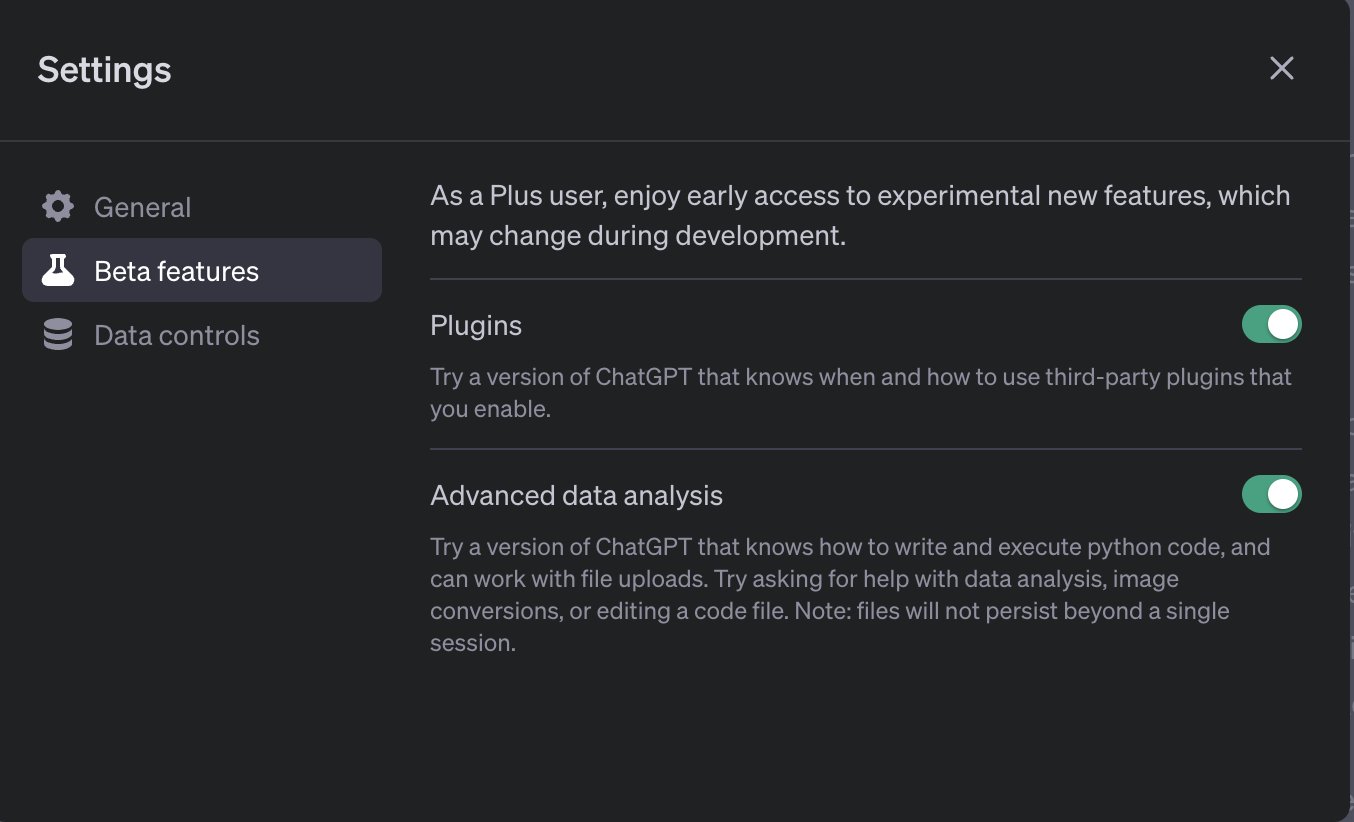 Settings
General
Beta features
Data controls
As a Plus user, enjoy early access to experimental new features, which
may change during development.
Plugins
Try a version of ChatGPT that knows when and how to use third-party plugins that
you enable.
Advanced data analysis
Try a version of ChatGPT that knows how to write and execute python code, and
can work with file uploads. Try asking for help with data analysis, image
conversions, or editing a code file. Note: files will not persist beyond a single
session.